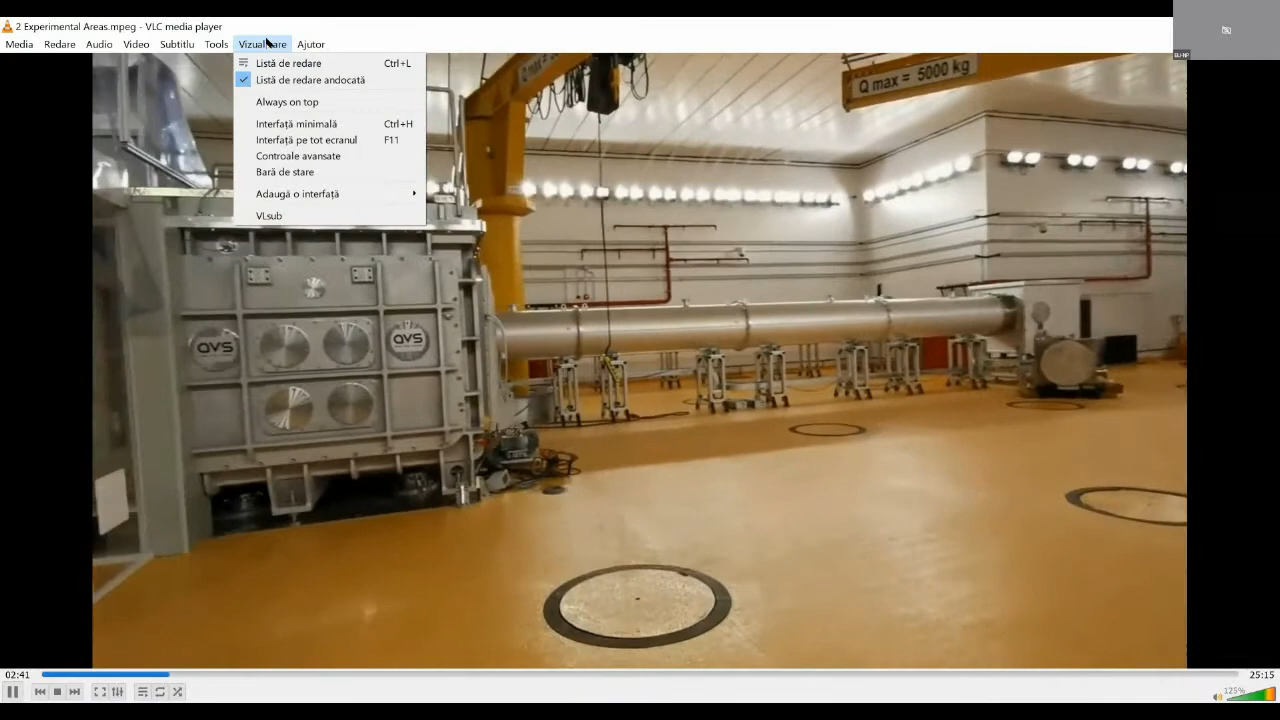 2 Experimental Areas.mpeg - VLC media player
Media Redare Audio Video Subtitlu Tools Vizualizare Ajutor
Listă de redare Ctrl+L
Listă de redare andocată
Always on top
Interfață minimală Ctrl+H
Interfață pe tot ecranul F11
Controale avansate
Bară de stare
Adaugă o interfață
VLsub
Q max = 5000 kg
avs
avs
ELI-NP
02:41
25:15
125%